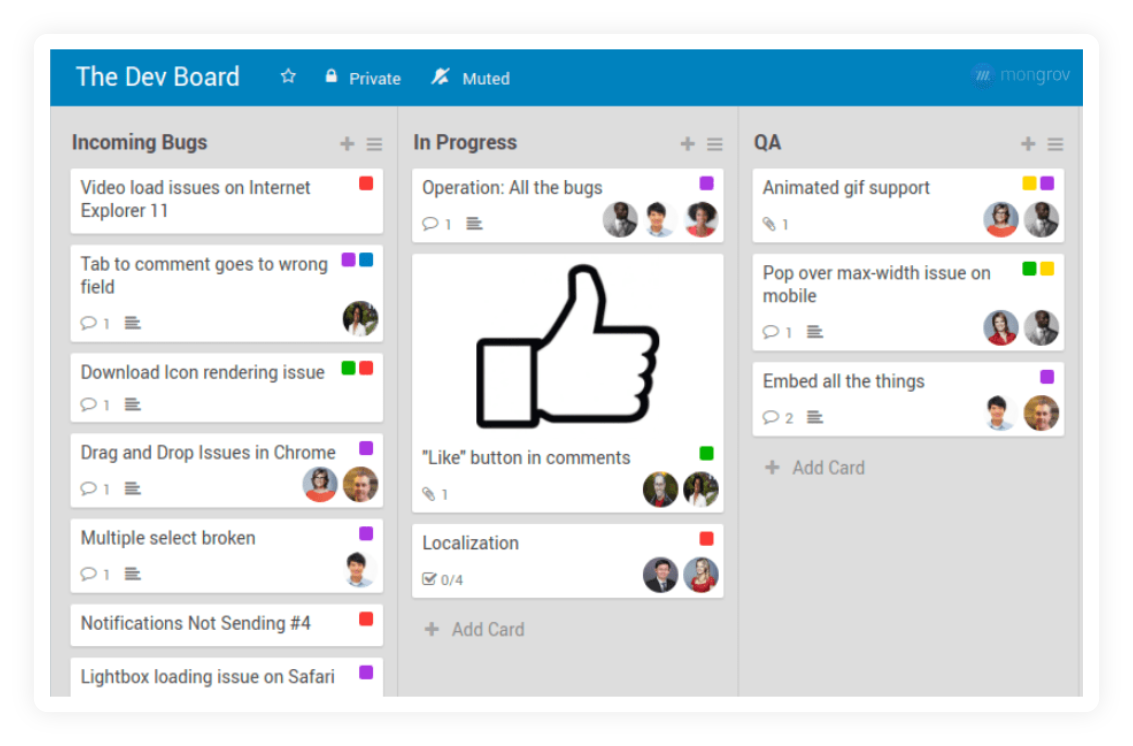 The Dev Board
Private
Muted
mongrov
Incoming Bugs
Video load issues on Internet
Explorer 11
Tab to comment goes to wrong
field
1
Download Icon rendering issue
1
Drag and Drop Issues in Chrome
1
Multiple select broken
1
Notifications Not Sending #4
Lightbox loading issue on Safari
In Progress
Operation: All the bugs
1
"Like" button in comments
1
Localization
0/4
Add Card
QA
Animated gif support
1
Pop over max-width issue on
mobile
1
Embed all the things
2
Add Card